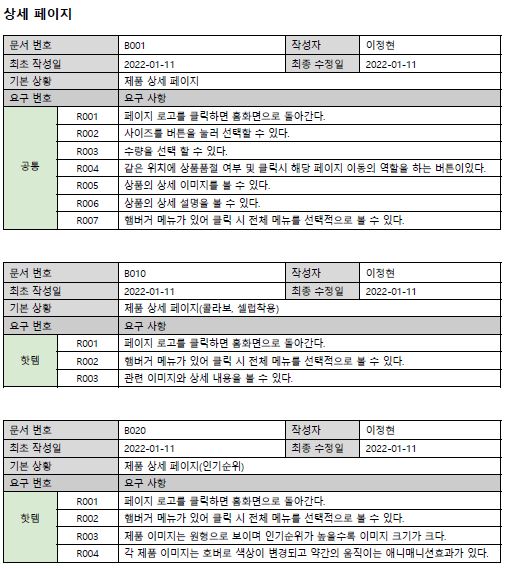 상세 페이지
문서 번호 B001 작성자 이정현
최초 작성일 2022-01-11 최종 수정일 2022-01-11
기본 상황 제품 상세 페이지
요구 번호 요구 사항
공통
R001 페이지 로고를 클릭하면 홈화면으로 돌아간다.
R002 사이즈를 버튼을 눌러 선택할 수 있다.
R003 수량을 선택 할 수 있다.
R004 같은 위치에 상품품절 여부 및 클릭시 해당 페이지 이동의 역할을 하는 버튼이있다.
R005 상품의 상세 이미지를 볼 수 있다.
R006 상품의 상세 설명을 볼 수 있다.
R007 햄버거 메뉴가 있어 클릭 시 전체 메뉴를 선택적으로 볼 수 있다.
문서 번호 B010 작성자 이정현
최초 작성일 2022-01-11 최종 수정일 2022-01-11
기본 상황 제품 상세 페이지(콜라보, 셀럽착용)
요구 번호 요구 사항
핫템
R001 페이지 로고를 클릭하면 홈화면으로 돌아간다.
R002 햄버거 메뉴가 있어 클릭 시 전체 메뉴를 선택적으로 볼 수 있다.
R003 관련 이미지와 상세 내용을 볼 수 있다.
문서 번호 B020 작성자 이정현
최초 작성일 2022-01-11 최종 수정일 2022-01-11
기본 상황 제품 상세 페이지(인기순위)
요구 번호 요구 사항
핫템
R001 페이지 로고를 클릭하면 홈화면으로 돌아간다.
R002 햄버거 메뉴가 있어 클릭 시 전체 메뉴를 선택적으로 볼 수 있다.
R003 제품 이미지는 원형으로 보이며 인기순위가 높을수록 이미지 크기가 크다.
R004 각 제품 이미지는 호버로 색상이 변경되고 약간의 움직이는 애니매니션효과가 있다.